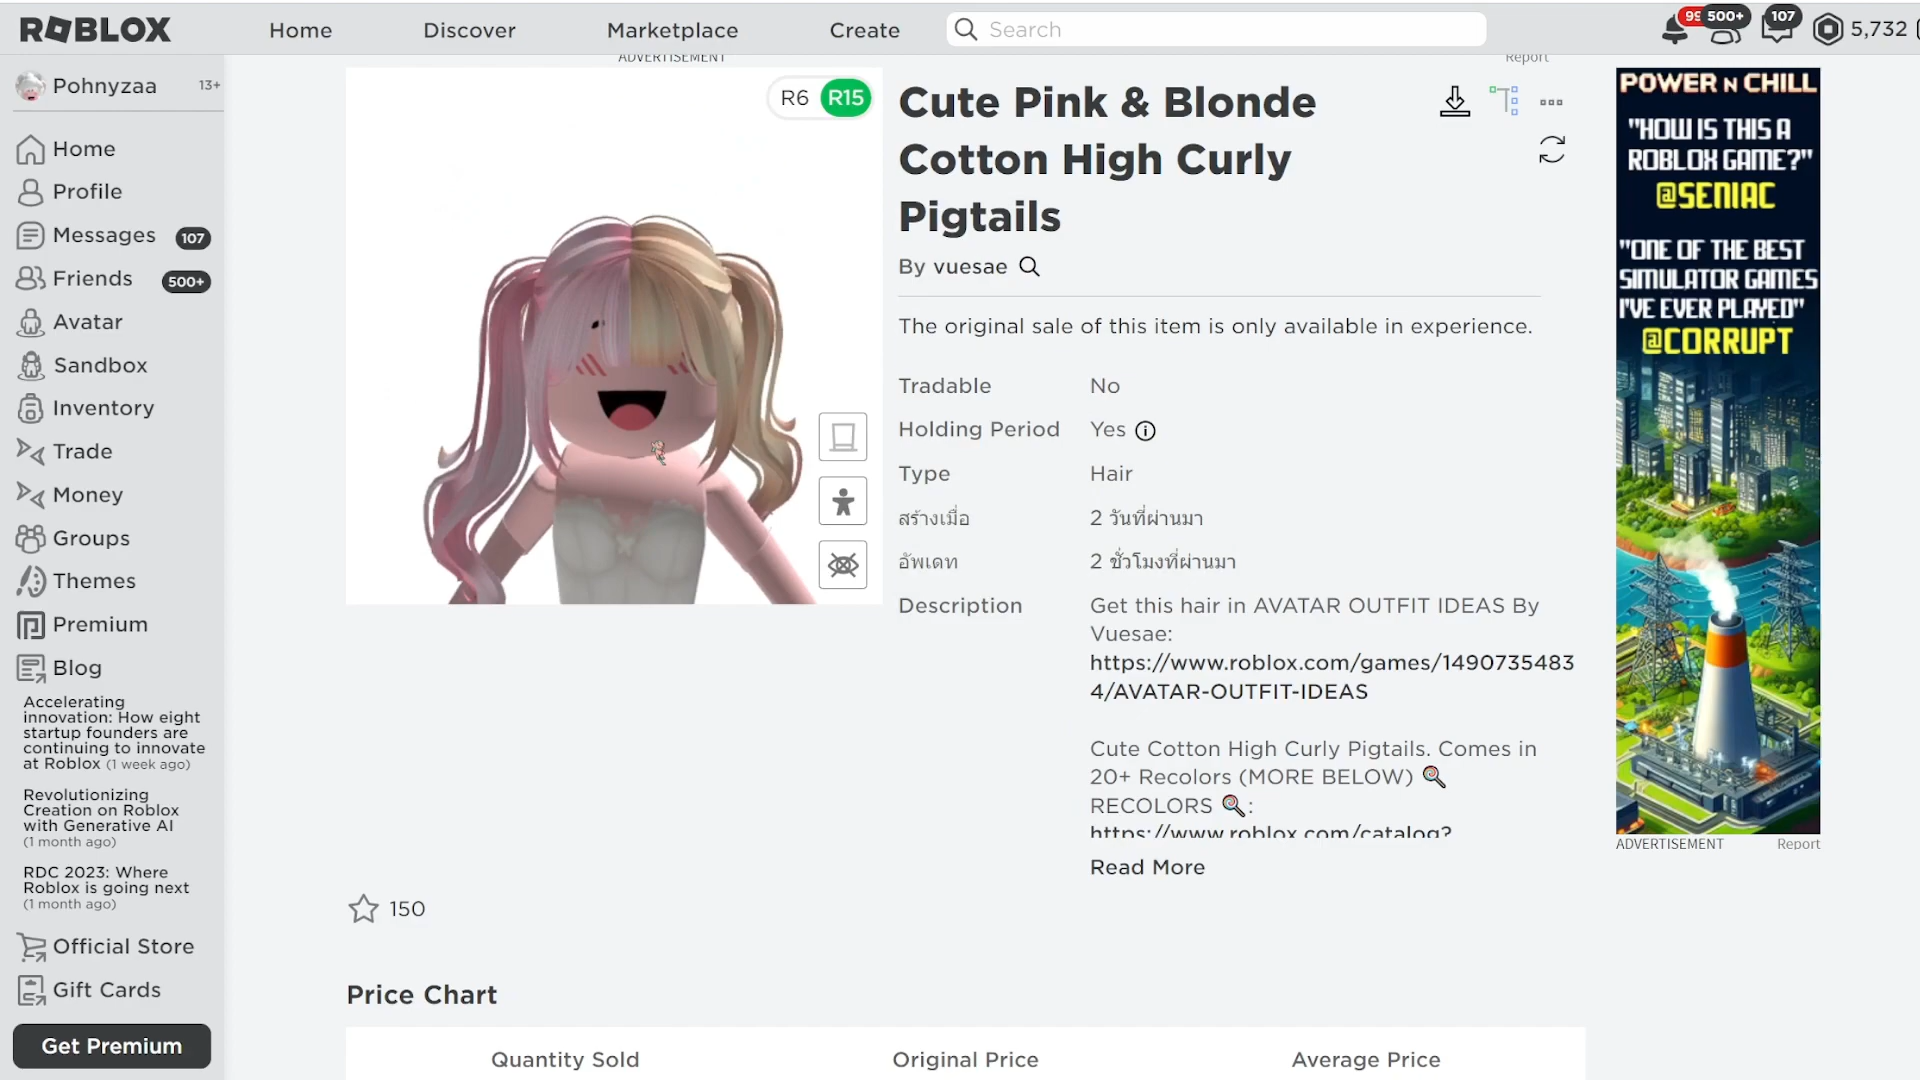 ROBLOX
Home
Discover
Marketplace
Create
Search
99
500+
107
5,732
Pohnyzaa
13+
Home
Profile
Messages
107
Friends
500+
Avatar
Sandbox
Inventory
Trade
Money
Groups
Themes
Premium
Blog
Accelerating
innovation: How eight
startup founders are
continuing to innovate
at Roblox (1 week ago)
Revolutionizing
Creation on Roblox
with Generative AI
(1 month ago)
RDC 2023: Where
Roblox is going next
(1 month ago)
Official Store
Gift Cards
Get Premium
ADVERTISEMENT
Report
R6
R15
Cute Pink & Blonde
Cotton High Curly
Pigtails
By vuesae
The original sale of this item is only available in experience.
Tradable
No
Holding Period
Yes
Type
Hair
สร้างเมื่อ
2 วันที่ผ่านมา
อัพเดท
2 ชั่วโมงที่ผ่านมา
Description
Get this hair in AVATAR OUTFIT IDEAS By
Vuesae:
https://www.roblox.com/games/1490735483
4/AVATAR-OUTFIT-IDEAS
Cute Cotton High Curly Pigtails. Comes in
20+ Recolors (MORE BELOW) 🍭
RECOLORS 🍭:
https://www.roblox.com/catalog?
Read More
150
Price Chart
Quantity Sold
Original Price
Average Price
POWER N CHILL
"HOW IS THIS A
ROBLOX GAME?"
@SENIAC
"ONE OF THE BEST
SIMULATOR GAMES
I'VE EVER PLAYED"
@CORRUPT
ADVERTISEMENT
Report